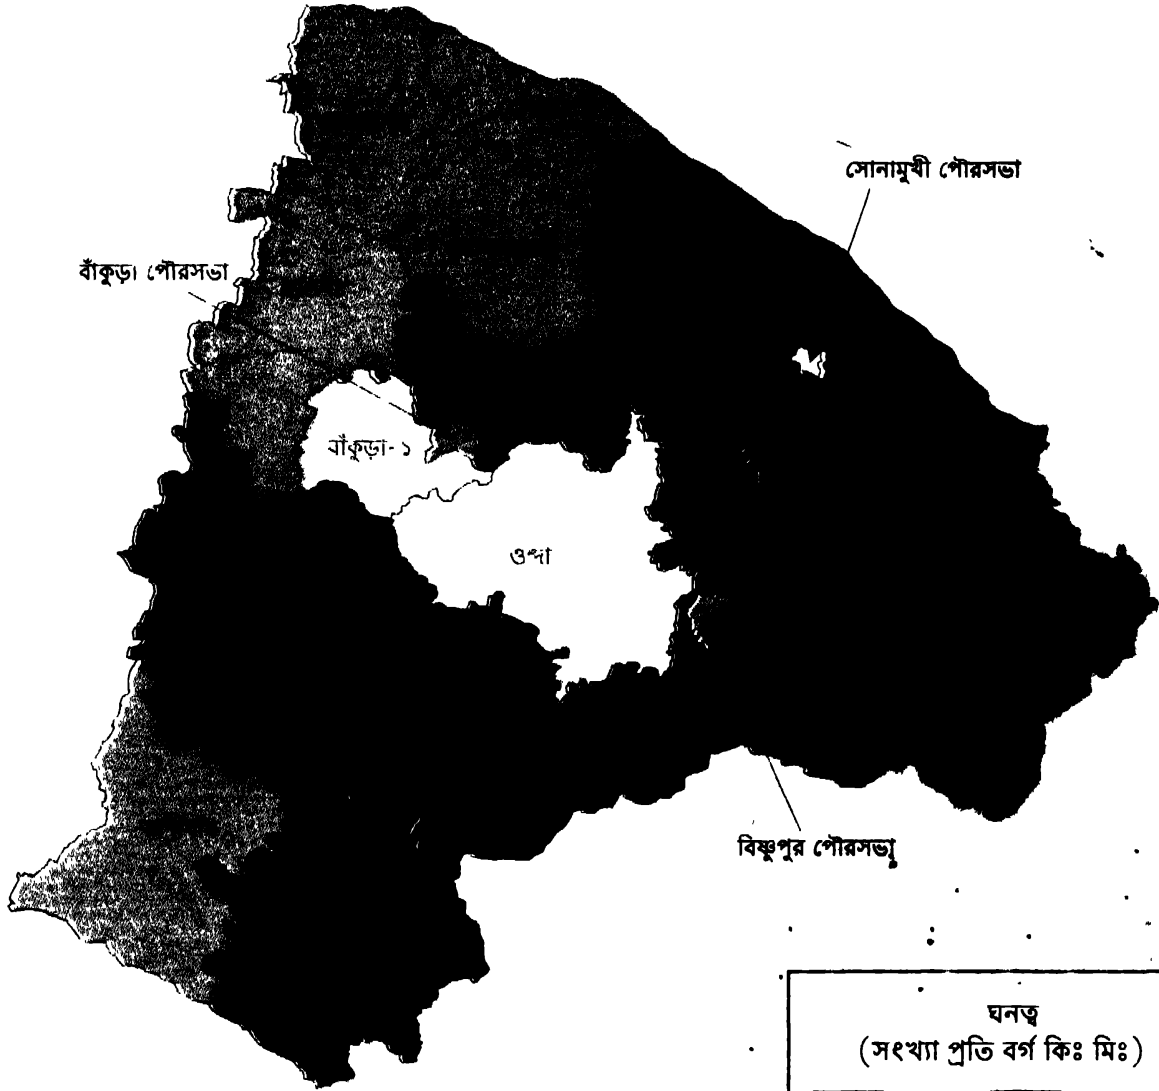 সোনামুখী পৌরসভা
বাঁকুড়া পৌরসভা
বাঁকুড়া-১
ওন্দা
বিষ্ণুপুর পৌরসভা
ঘনত্ব
(সংখ্যা প্রতি বর্গ কিঃ মিঃ)